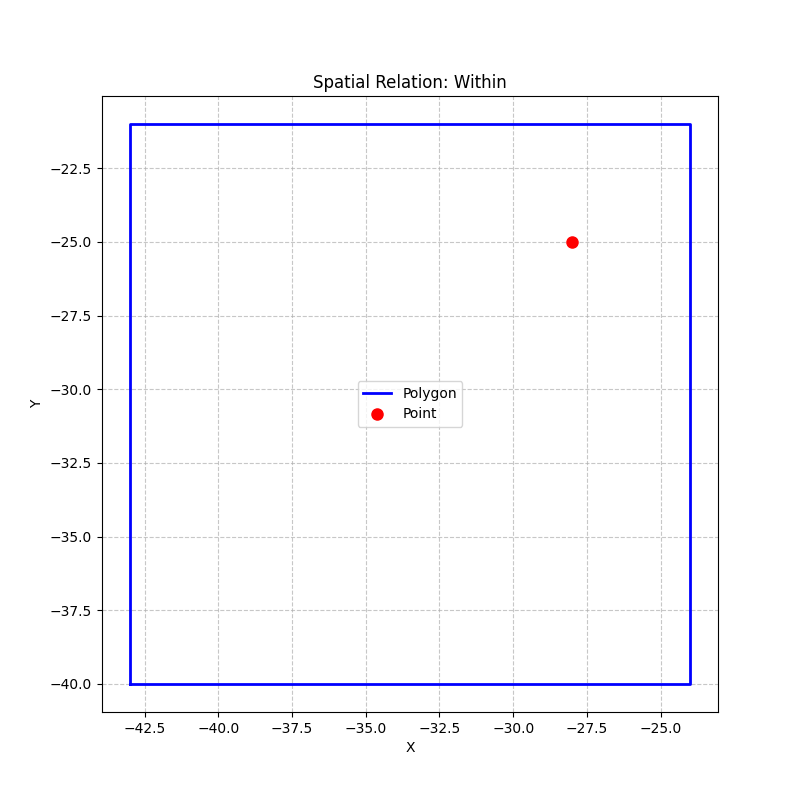 Spatial Relation: Within
−22.5
−25.0
−27.5
−30.0
−32.5
−35.0
−37.5
−40.0
Y
Polygon
Point
−42.5 −40.0 −37.5 −35.0 −32.5 −30.0 −27.5 −25.0
X